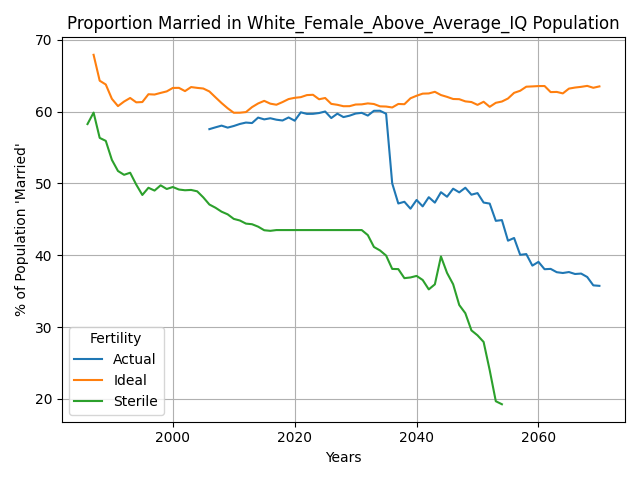 Proportion Married in White_Female_Above_Average_IQ Population
% of Population 'Married'
70
60
50
40
30
20
Fertility
Actual
Ideal
Sterile
2000
2020
2040
2060
Years